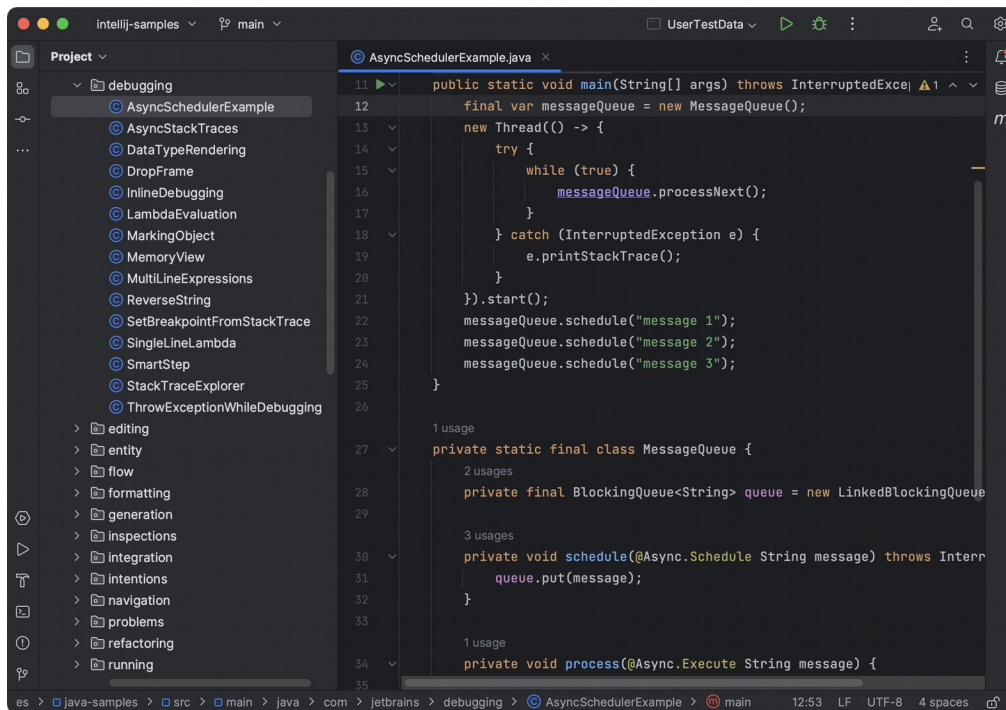 intellij-samples
main
UserTestData
Project
AsyncSchedulerExample.java
debugging
AsyncSchedulerExample
AsyncStackTraces
DataTypeRendering
DropFrame
InlineDebugging
LambdaEvaluation
MarkingObject
MemoryView
MultiLineExpressions
ReverseString
SetBreakpointFromStackTrace
SingleLineLambda
SmartStep
StackTraceExplorer
ThrowExceptionWhileDebugging
editing
entity
flow
formatting
generation
inspections
integration
intentions
navigation
problems
refactoring
running
11 public static void main(String[] args) throws InterruptedExcep 1
12 final var messageQueue = new MessageQueue();
13 new Thread(() -> {
14 try {
15 while (true) {
16 messageQueue.processNext();
17 }
18 } catch (InterruptedException e) {
19 e.printStackTrace();
20 }
21 }).start();
22 messageQueue.schedule("message 1");
23 messageQueue.schedule("message 2");
24 messageQueue.schedule("message 3");
25 }
26
1 usage
27 private static final class MessageQueue {
2 usages
28 private final BlockingQueue<String> queue = new LinkedBlockingQueue
29
3 usages
30 private void schedule(@Async.Schedule String message) throws Interr
31 queue.put(message);
32 }
33
1 usage
34 private void process(@Async.Execute String message) {
35
m
es > java-samples > src > main > java > com > jetbrains > debugging > AsyncSchedulerExample > m main 12:53 LF UTF-8 4 spaces